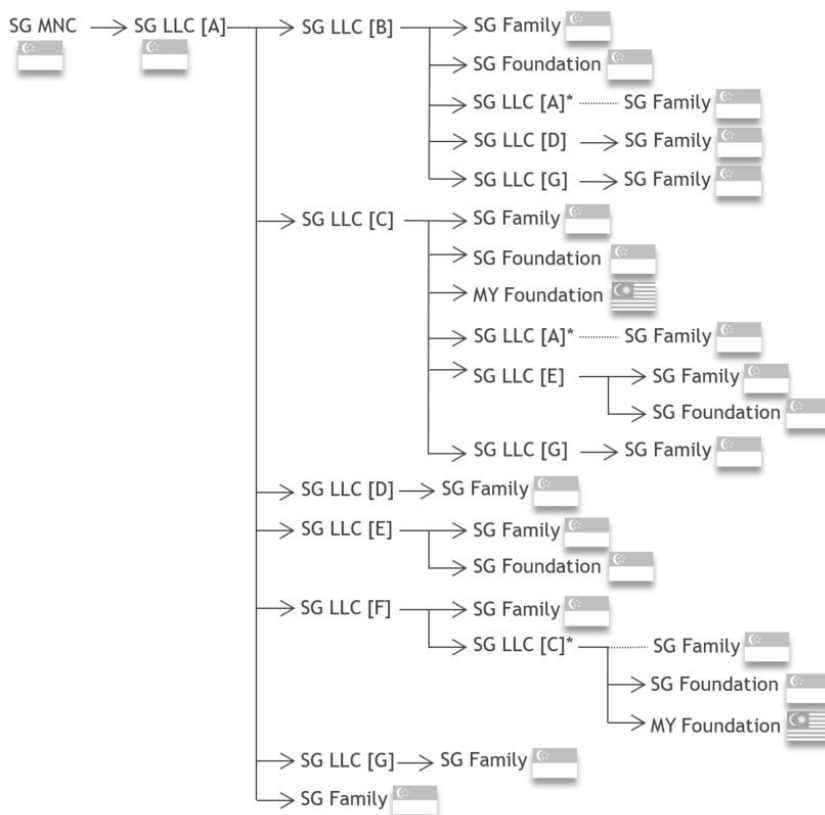 SG MNC
SG LLC [A]
SG LLC [B]
SG Family
SG Foundation
SG LLC [A]* SG Family
SG LLC [D] SG Family
SG LLC [G] SG Family
SG LLC [C]
SG Family
SG Foundation
MY Foundation
SG LLC [A]* SG Family
SG LLC [E] SG Family
SG Foundation
SG LLC [G] SG Family
SG LLC [D] SG Family
SG LLC [E] SG Family
SG Foundation
SG LLC [F] SG Family
SG LLC [C]* SG Family
SG Foundation
MY Foundation
SG LLC [G] SG Family
SG Family